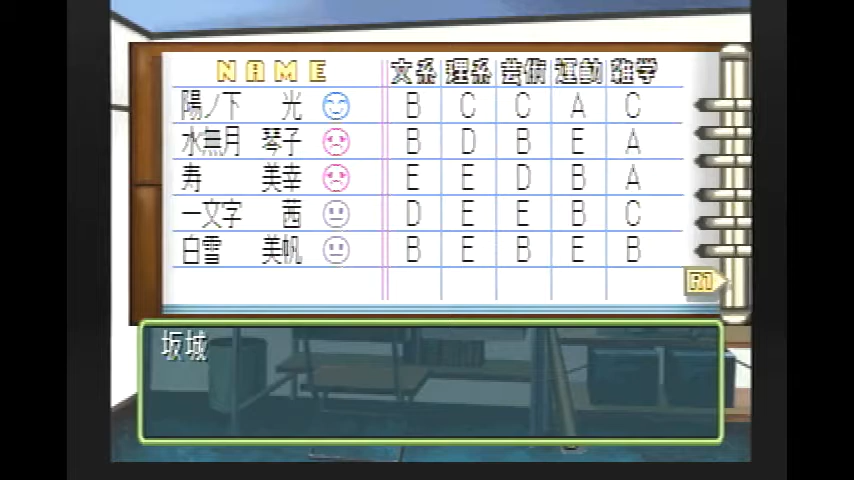 NAME 文系 理系 芸術 運動 雑学
陽ノ下 光 B C C A C
水無月 琴子 B D B E A
寿 美幸 E E D B A
一文字 茜 D E E B C
白雪 美帆 B E B E B
R1
坂城